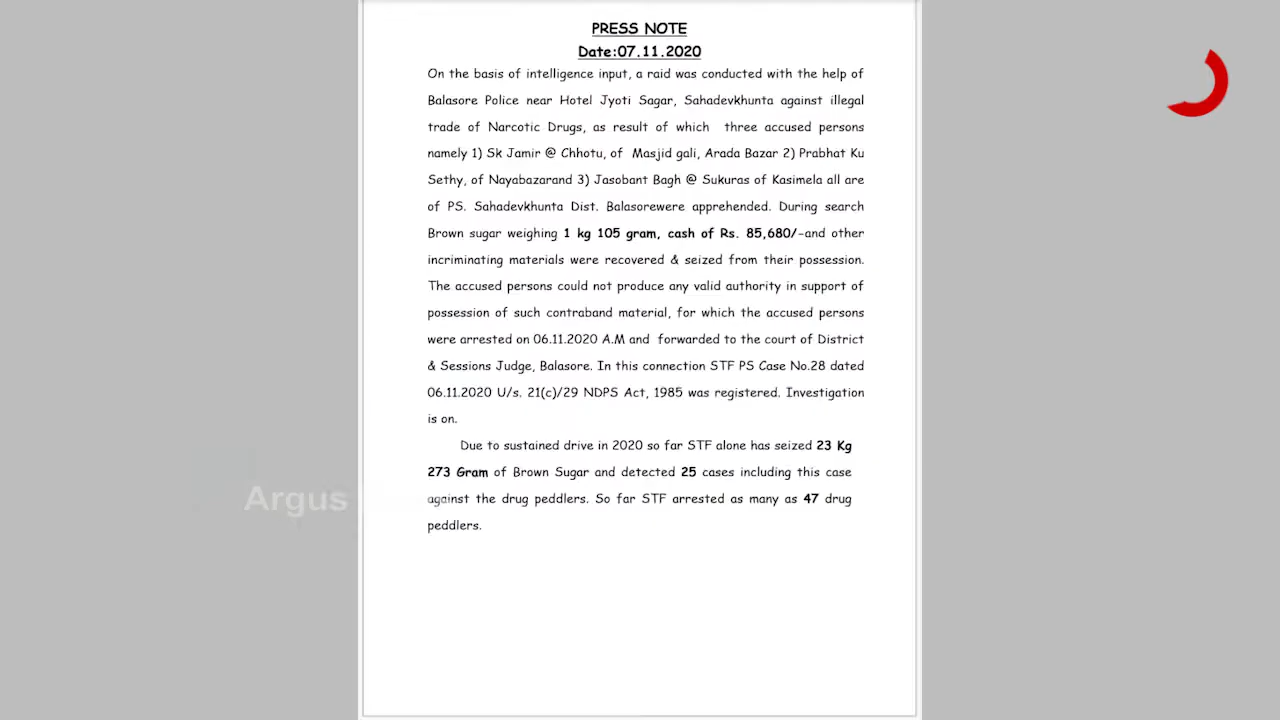 PRESS NOTE
Date:07.11.2020
On the basis of intelligence input, a raid was conducted with the help of
Balasore Police near Hotel Jyoti Sagar, Sahadevkhunta against illegal
trade of Narcotic Drugs, as result of which three accused persons
namely 1) Sk Jamir @ Chhotu, of Masjid gali, Arada Bazar 2) Prabhat Ku
Sethy, of Nayabazarand 3) Jasobant Bagh @ Sukuras of Kasimela all are
of PS. Sahadevkhunta Dist. Balasorewere apprehended. During search
Brown sugar weighing 1 kg 105 gram, cash of Rs. 85,680/-and other
incriminating materials were recovered & seized from their possession.
The accused persons could not produce any valid authority in support of
possession of such contraband material, for which the accused persons
were arrested on 06.11.2020 A.M and forwarded to the court of District
& Sessions Judge, Balasore. In this connection STF PS Case No.28 dated
06.11.2020 U/s. 21(c)/29 NDPS Act, 1985 was registered. Investigation
is on.
Due to sustained drive in 2020 so far STF alone has seized 23 Kg
273 Gram of Brown Sugar and detected 25 cases including this case
against the drug peddlers. So far STF arrested as many as 47 drug
peddlers.
Argus